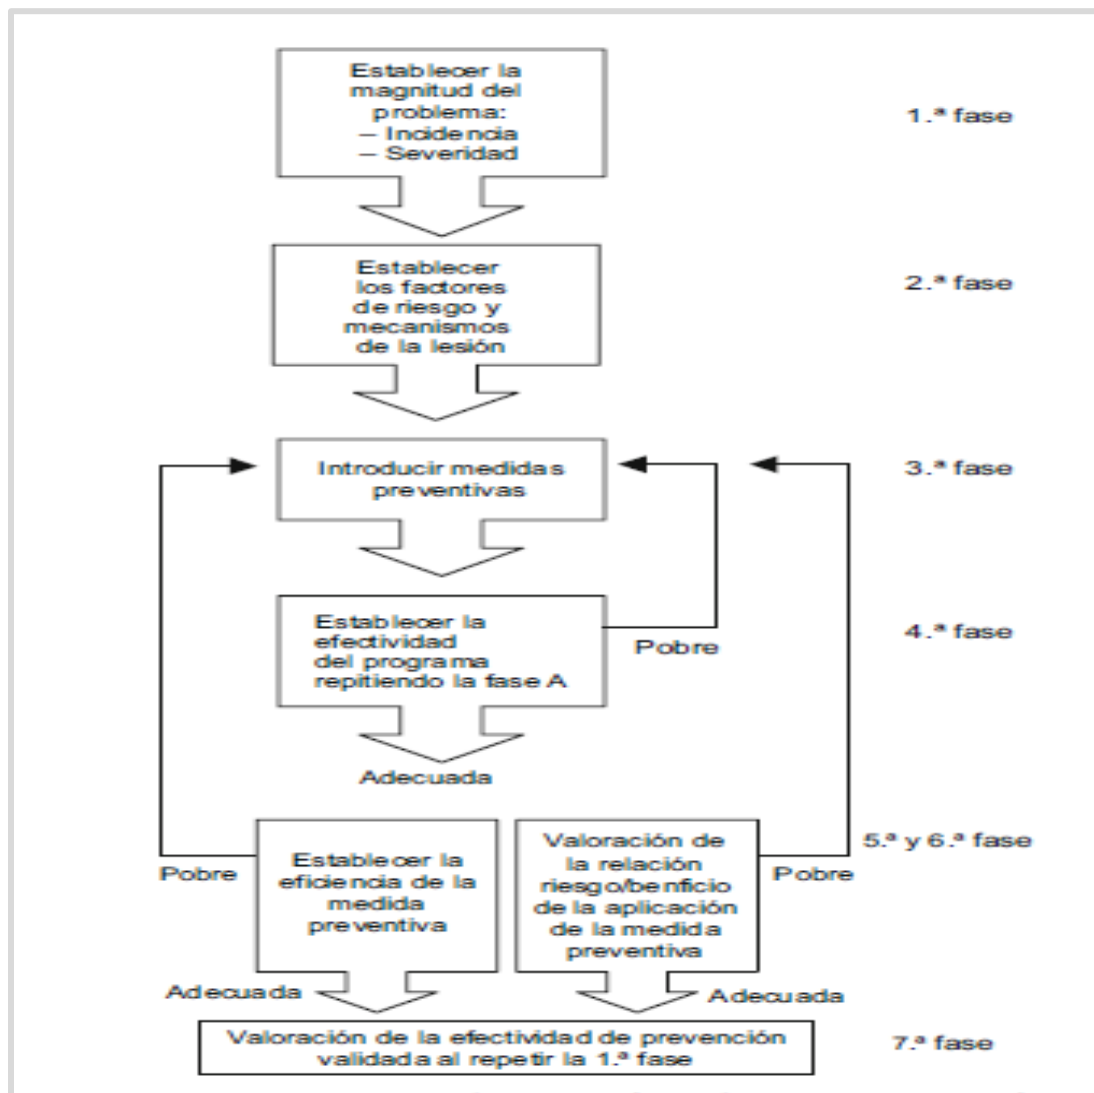 Establecer la
magnitud del
problema:
– Incidencia
– Severidad
1.ª fase
Establecer
los factores
de riesgo y
mecanismos
de la lesión
2.ª fase
Introducir medidas
preventivas
3.ª fase
Establecer la
efectividad
del programa
repitiendo la fase A
Pobre
4.ª fase
Adecuada
Establecer la
eficiencia de la
medida
preventiva
Pobre
Valoración de
la relación
riesgo/benficio
de la aplicación
de la medida
preventiva
Pobre
5.ª y 6.ª fase
Adecuada
Adecuada
Valoración de la efectividad de prevención
validada al repetir la 1.ª fase
7.ª fase